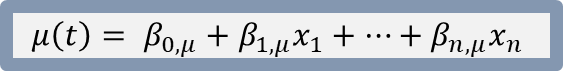 μ(t) = β₀,μ + β₁,μx₁ + ⋯ + βₙ,μxₙ